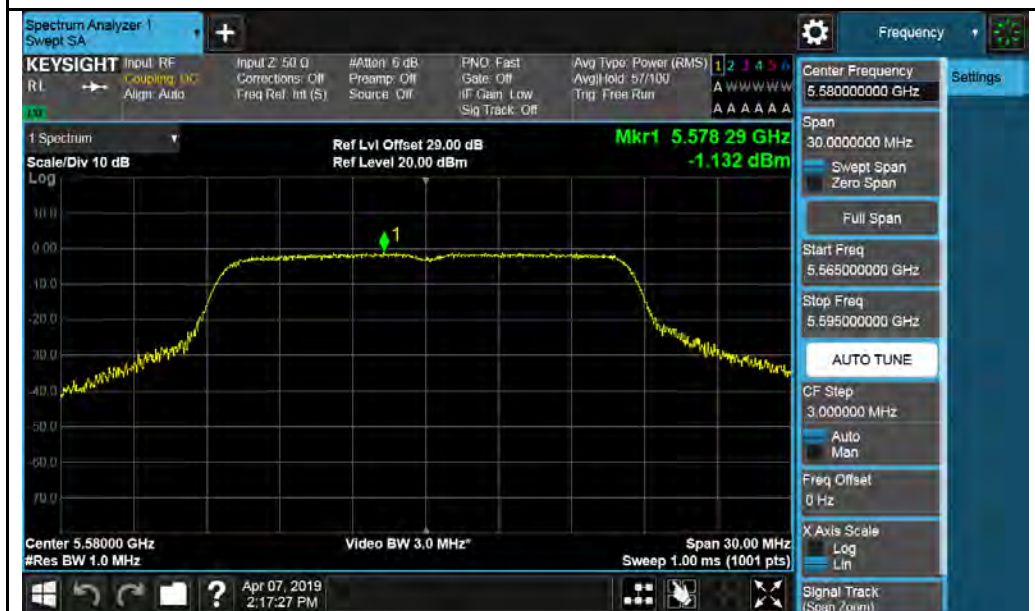 Spectrum Analyzer 1
Swept SA
+
Frequency
KEYSIGHT
RL
Input: RF
Coupling: DC
Align: Auto
Input Z: 50 Ω
Corrections: Off
Freq Ref: Int (S)
#Atten: 6 dB
Preamp: Off
Source: Off
PNO: Fast
Gate: Off
IF Gain: Low
Sig Track: Off
Avg Type: Power (RMS)
Avg|Hold: 57/100
Trig: Free Run
1 2 3 4 5 6
A W W W W W
A A A A A A
1 Spectrum
Scale/Div 10 dB
Log
Ref Lvl Offset 29.00 dB
Ref Level 20.00 dBm
Mkr1 5.578 29 GHz
-1.132 dBm
10.0
0.00
-10.0
-20.0
-30.0
-40.0
-50.0
-60.0
-70.0
1
Center 5.58000 GHz
#Res BW 1.0 MHz
Video BW 3.0 MHz*
Span 30.00 MHz
Sweep 1.00 ms (1001 pts)
?
Apr 07, 2019
2:17:27 PM
Center Frequency
5.580000000 GHz
Settings
Span
30.0000000 MHz
Swept Span
Zero Span
Full Span
Start Freq
5.565000000 GHz
Stop Freq
5.595000000 GHz
AUTO TUNE
CF Step
3.000000 MHz
Auto
Man
Freq Offset
0 Hz
X Axis Scale
Log
Lin
Signal Track
(Span Zoom)